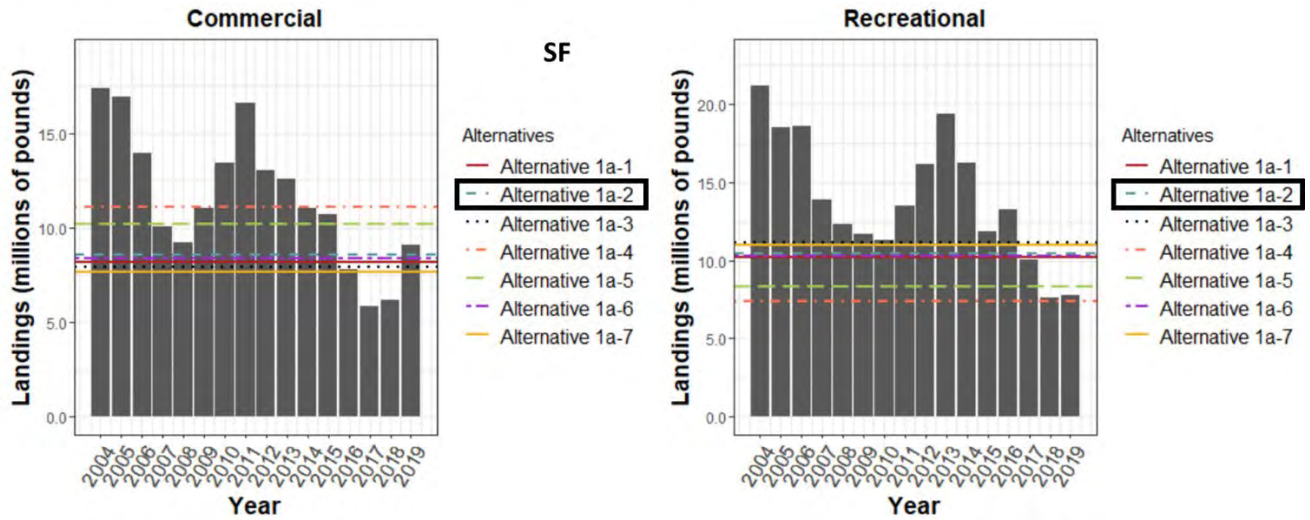 Commercial
SF
Landings (millions of pounds)
15.0
10.0
5.0
0.0
2004
2005
2006
2007
2008
2009
2010
2011
2012
2013
2014
2015
2016
2017
2018
2019
Year
Alternatives
Alternative 1a-1
Alternative 1a-2
Alternative 1a-3
Alternative 1a-4
Alternative 1a-5
Alternative 1a-6
Alternative 1a-7
Recreational
Landings (millions of pounds)
20.0
15.0
10.0
5.0
0.0
2004
2005
2006
2007
2008
2009
2010
2011
2012
2013
2014
2015
2016
2017
2018
2019
Year
Alternatives
Alternative 1a-1
Alternative 1a-2
Alternative 1a-3
Alternative 1a-4
Alternative 1a-5
Alternative 1a-6
Alternative 1a-7